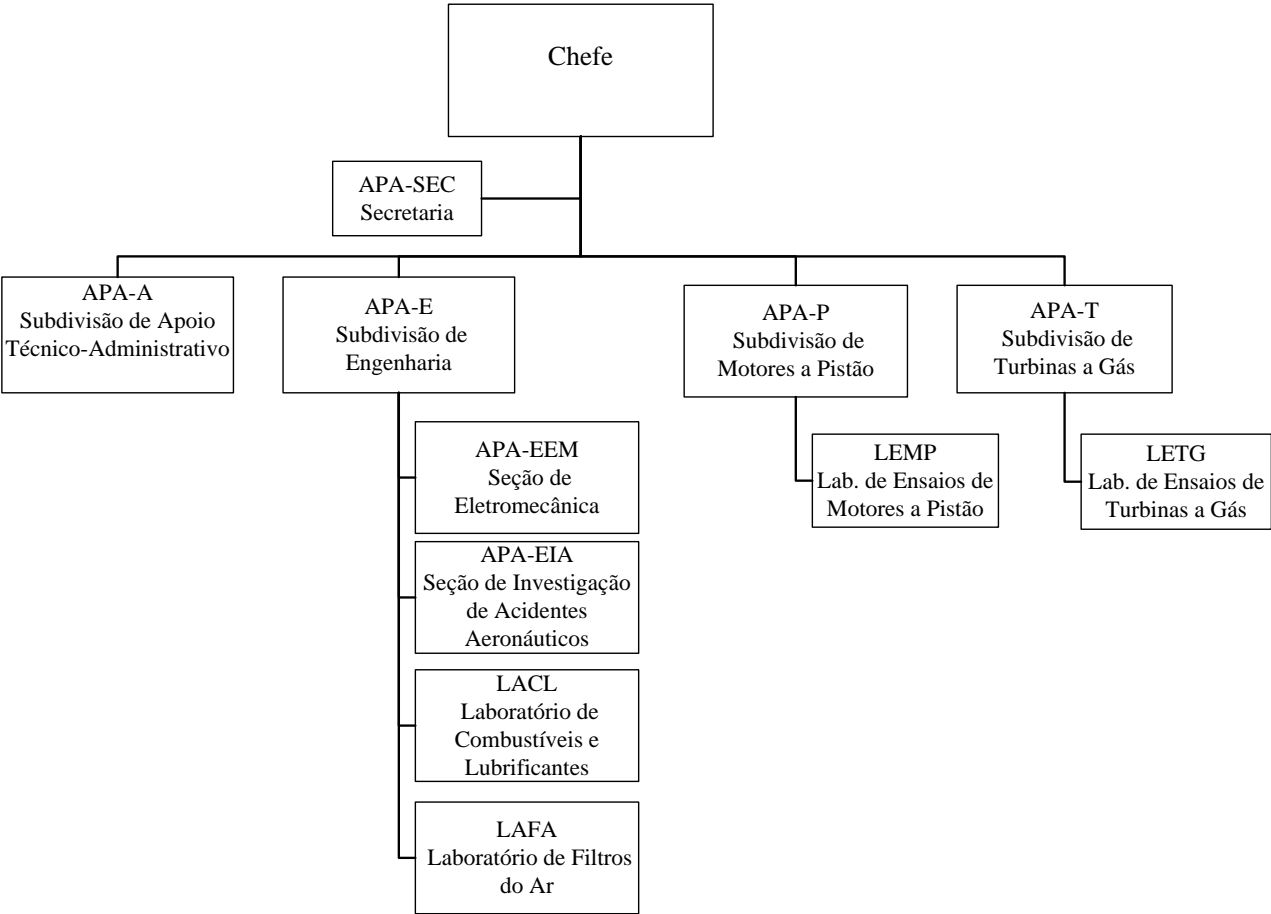 Chefe
APA-SEC
Secretaria
APA-A
Subdivisão de Apoio
Técnico-Administrativo
APA-E
Subdivisão de
Engenharia
APA-P
Subdivisão de
Motores a Pistão
APA-T
Subdivisão de
Turbinas a Gás
APA-EEM
Seção de
Eletromecânica
APA-EIA
Seção de Investigação
de Acidentes
Aeronáuticos
LACL
Laboratório de
Combustíveis e
Lubrificantes
LAFA
Laboratório de Filtros
do Ar
LEMP
Lab. de Ensaios de
Motores a Pistão
LETG
Lab. de Ensaios de
Turbinas a Gás